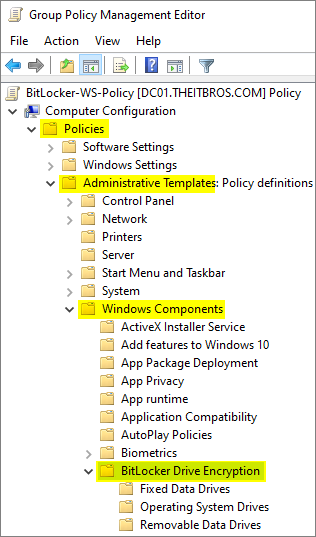 Group Policy Management Editor
File Action View Help
BitLocker-WS-Policy [DC01.THEITBROS.COM] Policy
Computer Configuration
Policies
Software Settings
Windows Settings
Administrative Templates: Policy definitions
Control Panel
Network
Printers
Server
Start Menu and Taskbar
System
Windows Components
ActiveX Installer Service
Add features to Windows 10
App Package Deployment
App Privacy
App runtime
Application Compatibility
AutoPlay Policies
Biometrics
BitLocker Drive Encryption
Fixed Data Drives
Operating System Drives
Removable Data Drives